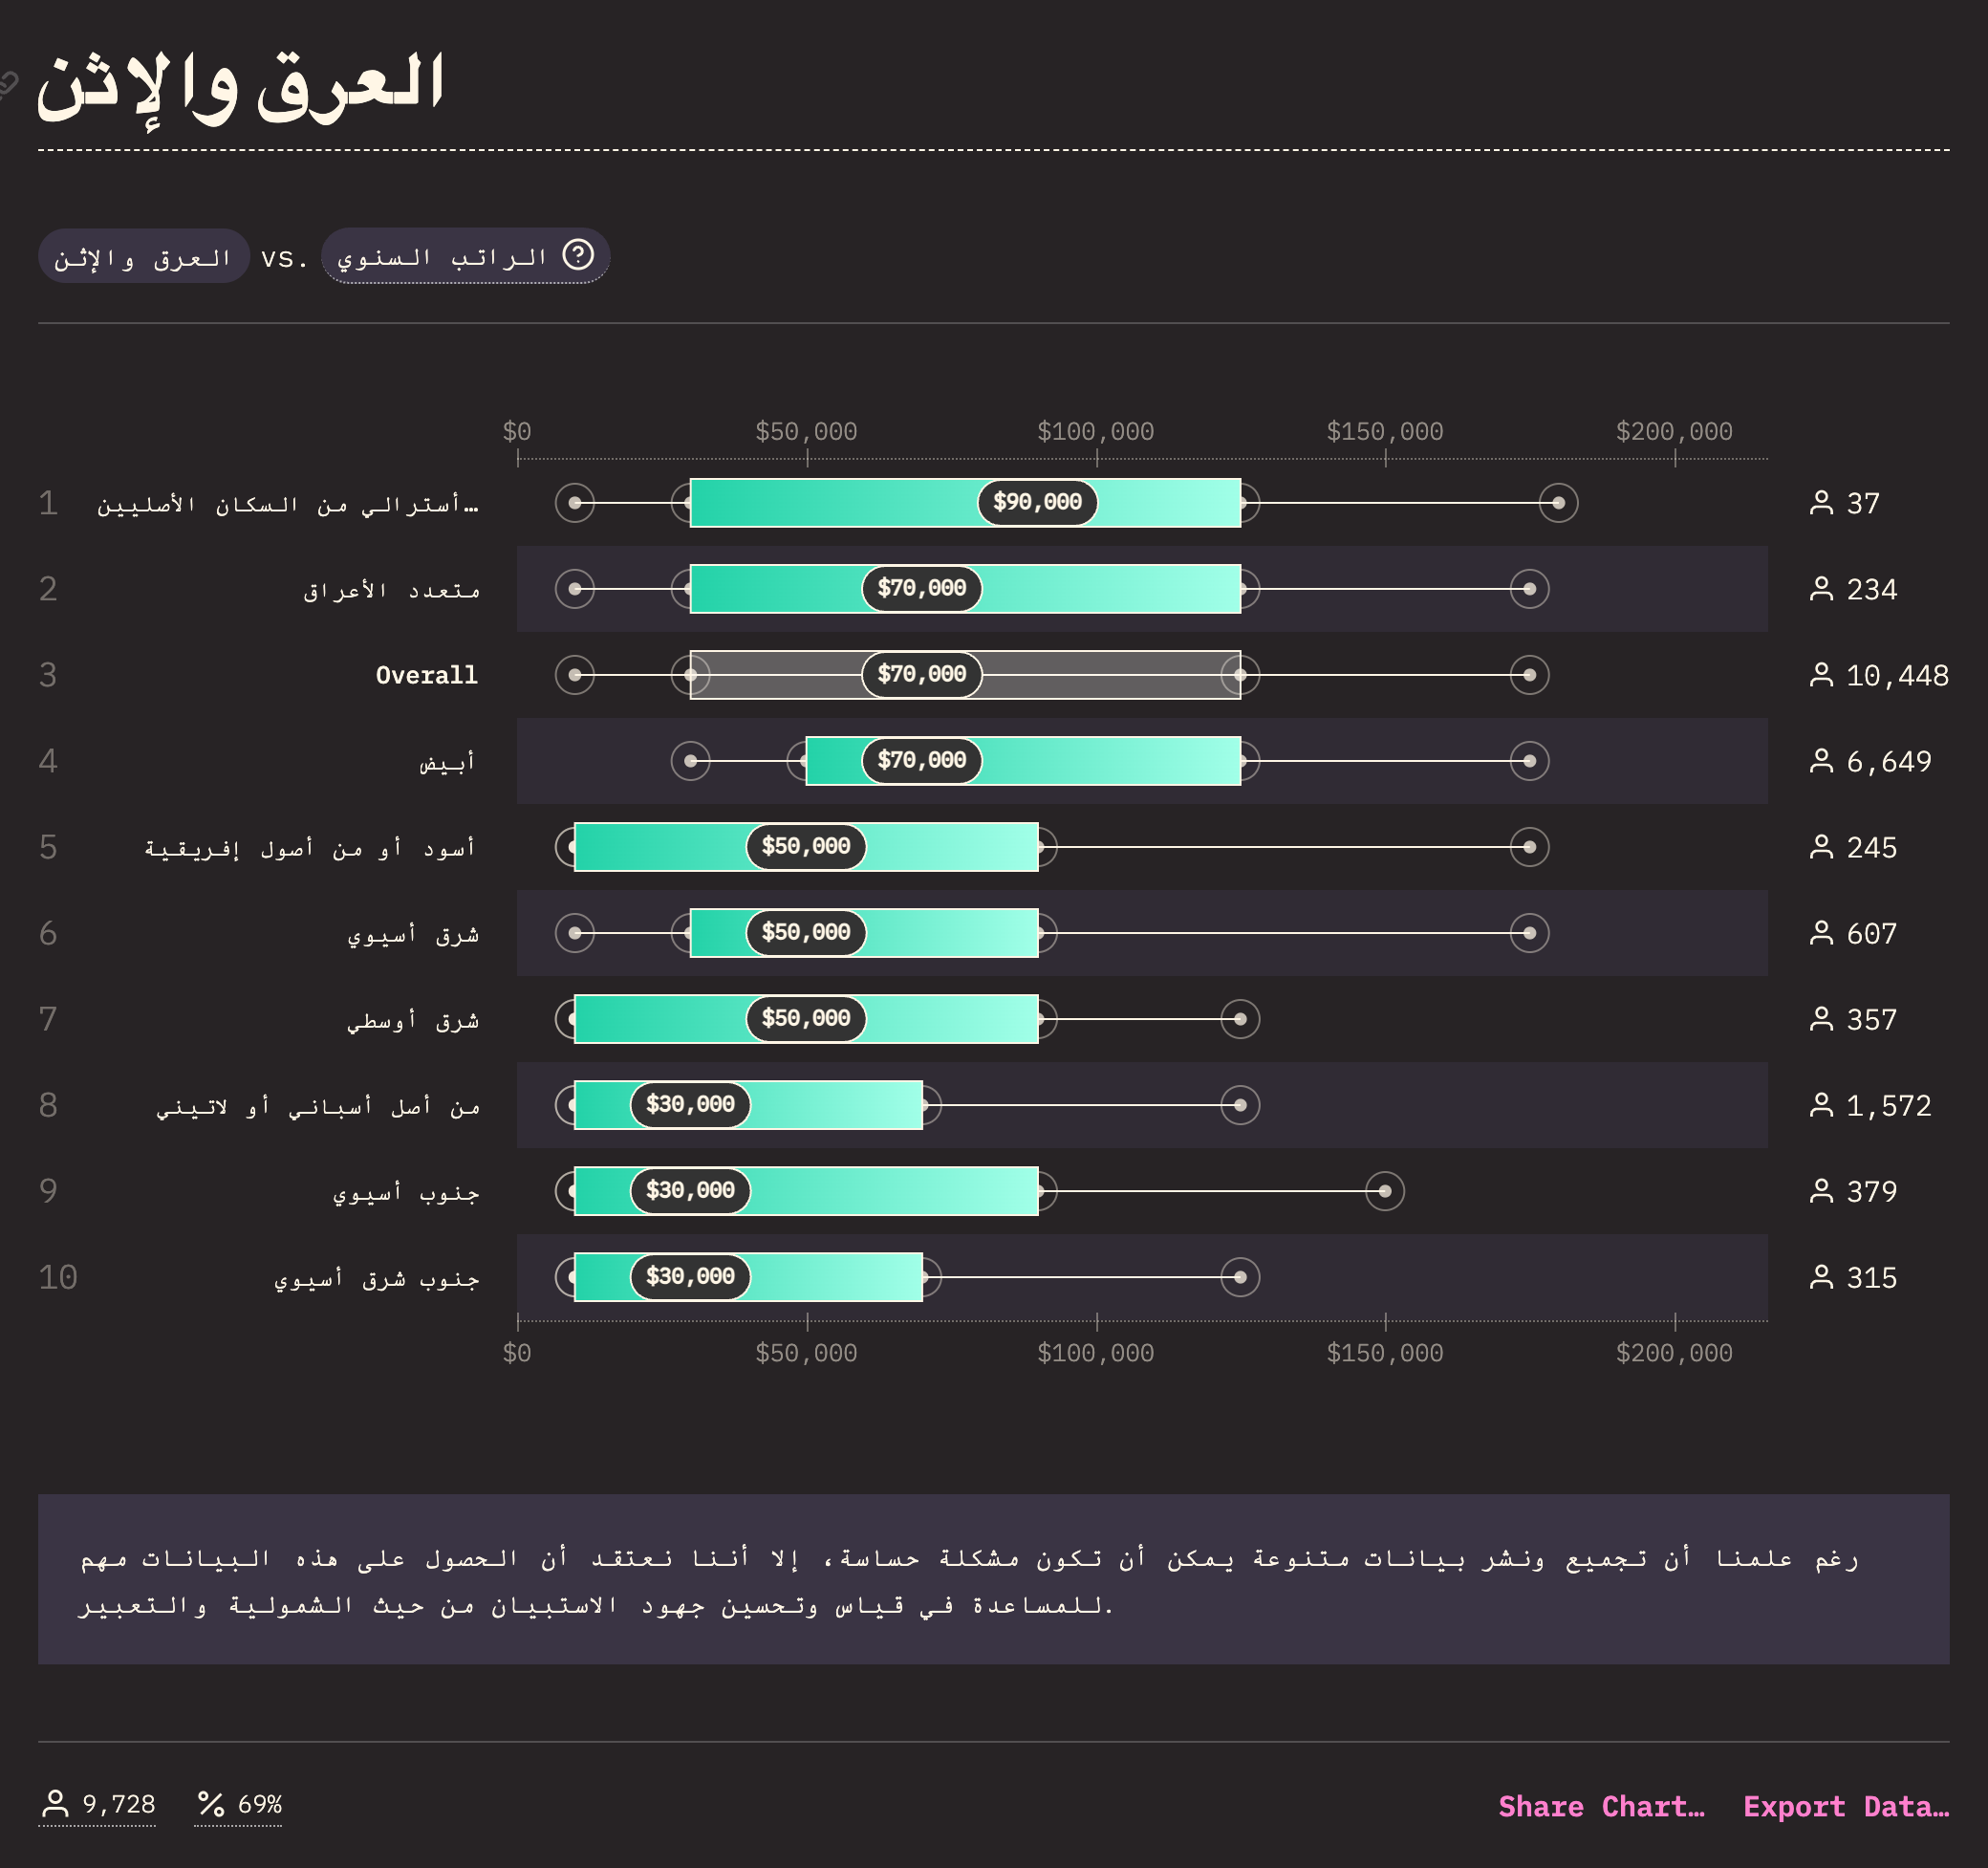 العرق والإثن
العرق والإثن vs. الراتب السنوي
$0 $50,000 $100,000 $150,000 $200,000
1 أسترالي من السكان الأصليين… $90,000 37
2 متعدد الأعراق $70,000 234
3 Overall $70,000 10,448
4 أبيض $70,000 6,649
5 أسود أو من أصول إفريقية $50,000 245
6 شرق أسيوي $50,000 607
7 شرق أوسطي $50,000 357
8 من أصل أسباني أو لاتيني $30,000 1,572
9 جنوب أسيوي $30,000 379
10 جنوب شرق أسيوي $30,000 315
$0 $50,000 $100,000 $150,000 $200,000
رغم علمنا أن تجميع ونشر بيانات متنوعة يمكن أن تكون مشكلة حساسة، إلا أننا نعتقد أن الحصول على هذه البيانات مهم
للمساعدة في قياس وتحسين جهود الاستبيان من حيث الشمولية والتعبير.
9,728 69% Share Chart… Export Data…